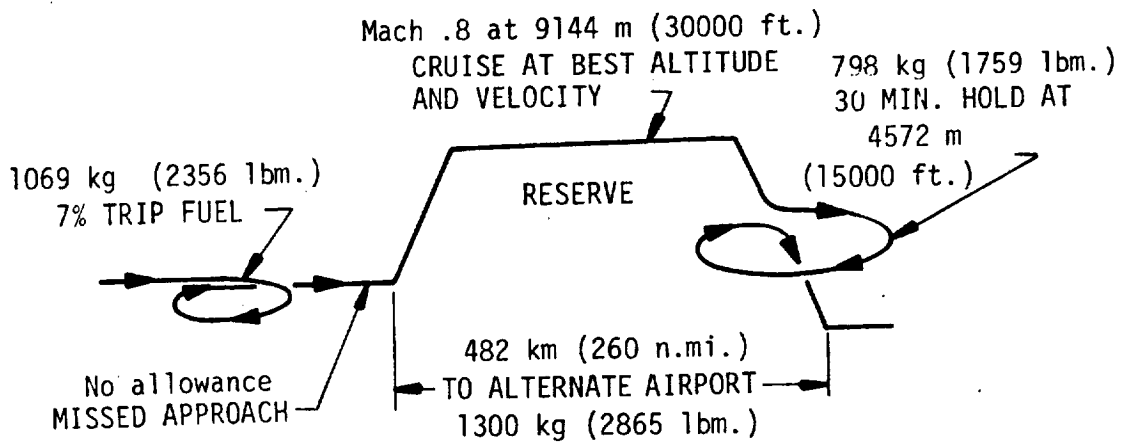 Mach .8 at 9144 m (30000 ft.)
CRUISE AT BEST ALTITUDE
AND VELOCITY
798 kg (1759 lbm.)
30 MIN. HOLD AT
4572 m
(15000 ft.)
1069 kg (2356 lbm.)
7% TRIP FUEL
RESERVE
No allowance
MISSED APPROACH
482 km (260 n.mi.)
TO ALTERNATE AIRPORT
1300 kg (2865 lbm.)